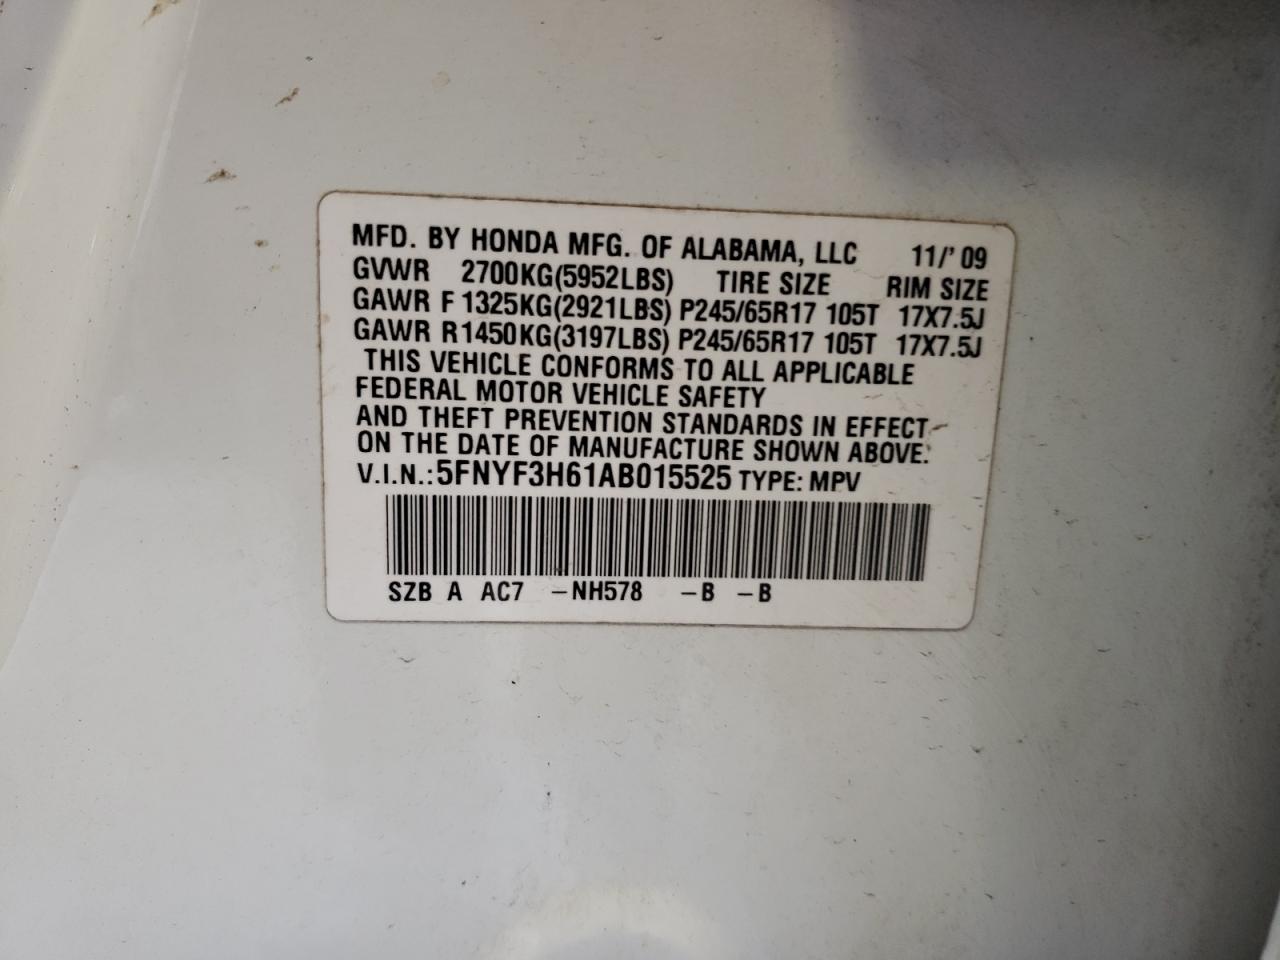 MFD. BY HONDA MFG. OF ALABAMA, LLC 11/'09
GVWR 2700KG(5952LBS) TIRE SIZE RIM SIZE
GAWR F 1325KG(2921LBS) P245/65R17 105T 17X7.5J
GAWR R 1450KG(3197LBS) P245/65R17 105T 17X7.5J
THIS VEHICLE CONFORMS TO ALL APPLICABLE
FEDERAL MOTOR VEHICLE SAFETY
AND THEFT PREVENTION STANDARDS IN EFFECT
ON THE DATE OF MANUFACTURE SHOWN ABOVE.
V.I.N.: 5FNYF3H61AB015525 TYPE: MPV
SZB A AC7 –NH578 –B –B